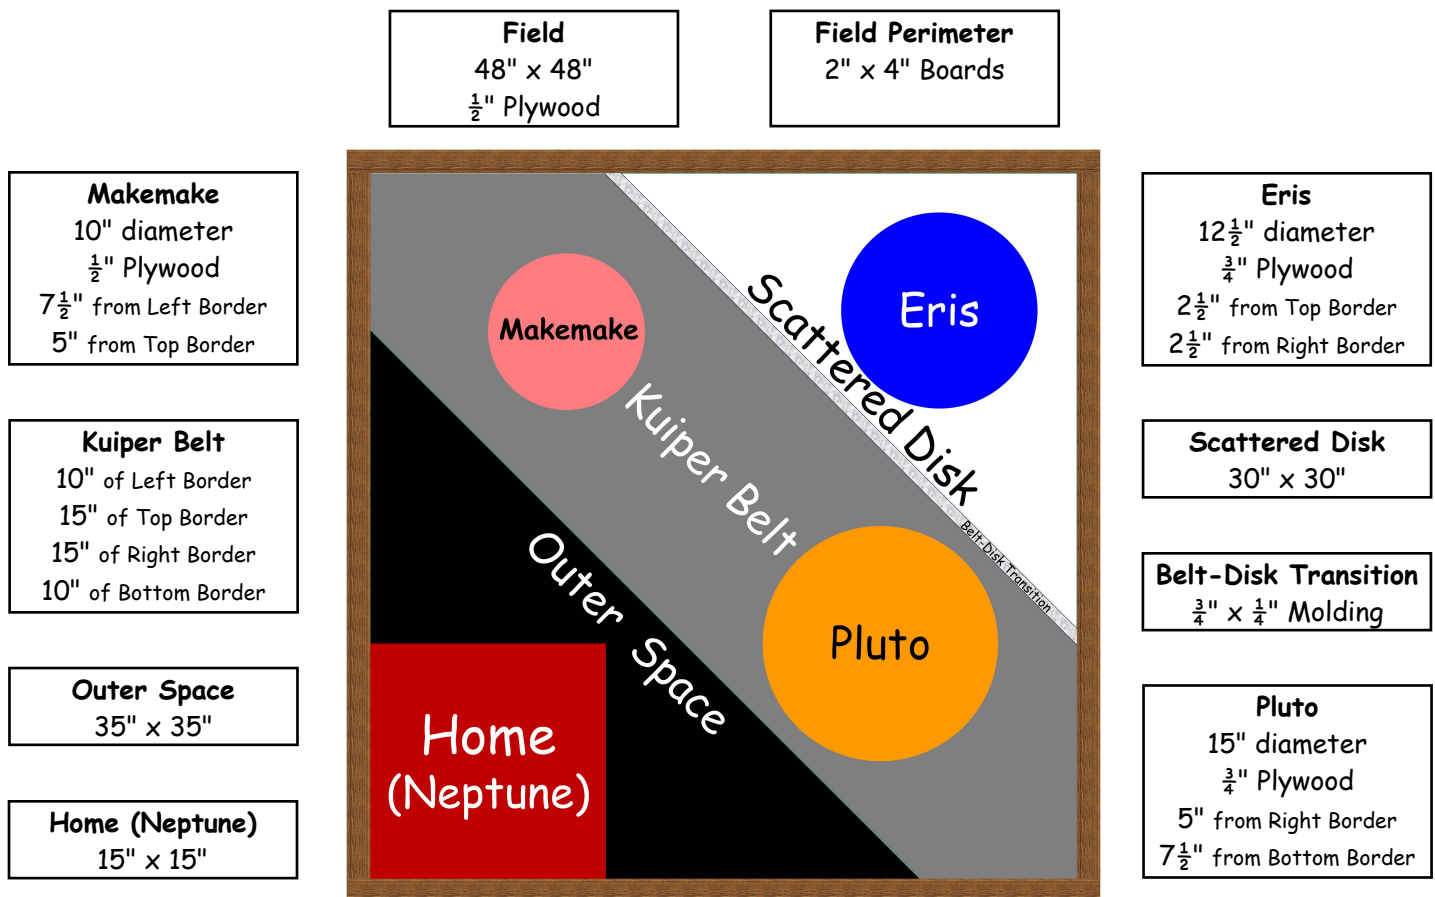 Field
48" x 48"
½" Plywood
Field Perimeter
2" x 4" Boards
Makemake
10" diameter
½" Plywood
7½" from Left Border
5" from Top Border
Kuiper Belt
10" of Left Border
15" of Top Border
15" of Right Border
10" of Bottom Border
Outer Space
35" x 35"
Home (Neptune)
15" x 15"
Makemake
Eris
Scattered Disk
Kuiper Belt
Belt-Disk Transition
Outer Space
Pluto
Home
(Neptune)
Eris
12½" diameter
¾" Plywood
2½" from Top Border
2½" from Right Border
Scattered Disk
30" x 30"
Belt-Disk Transition
¾" x ¼" Molding
Pluto
15" diameter
¾" Plywood
5" from Right Border
7½" from Bottom Border